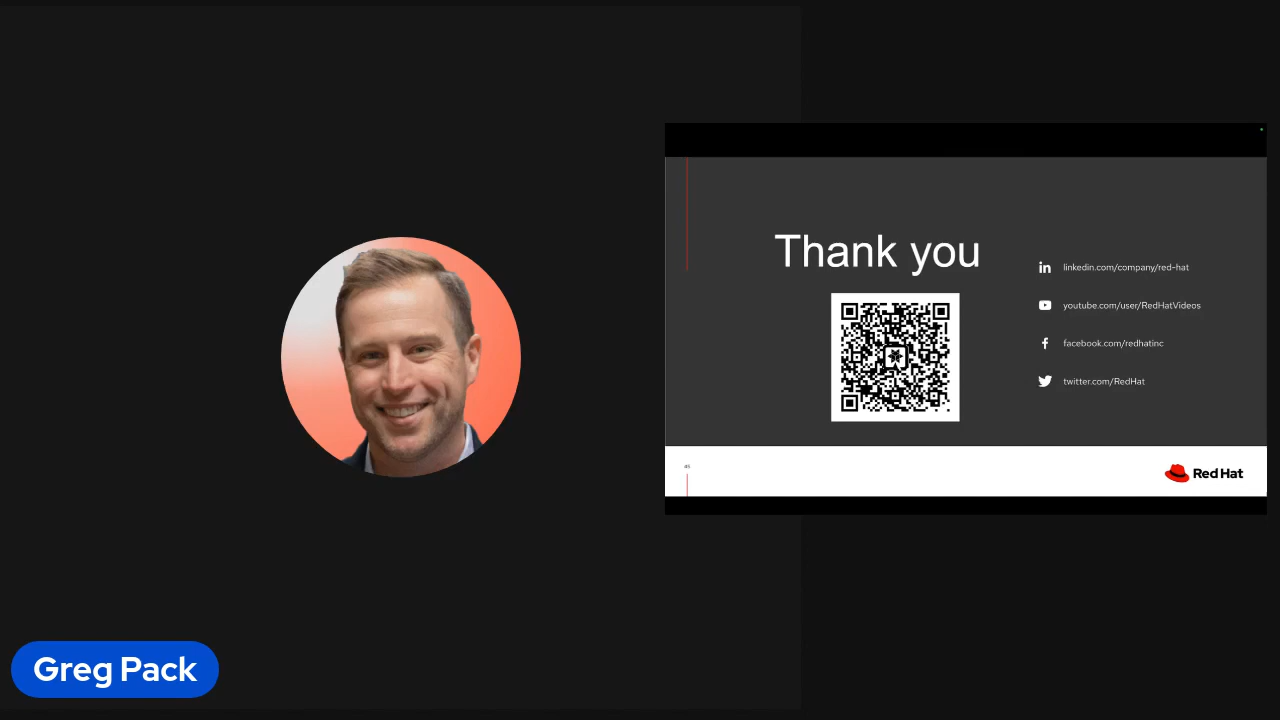 Thank you
linkedin.com/company/red-hat
youtube.com/user/RedHatVideos
facebook.com/redhatinc
twitter.com/RedHat
Red Hat
Greg Pack